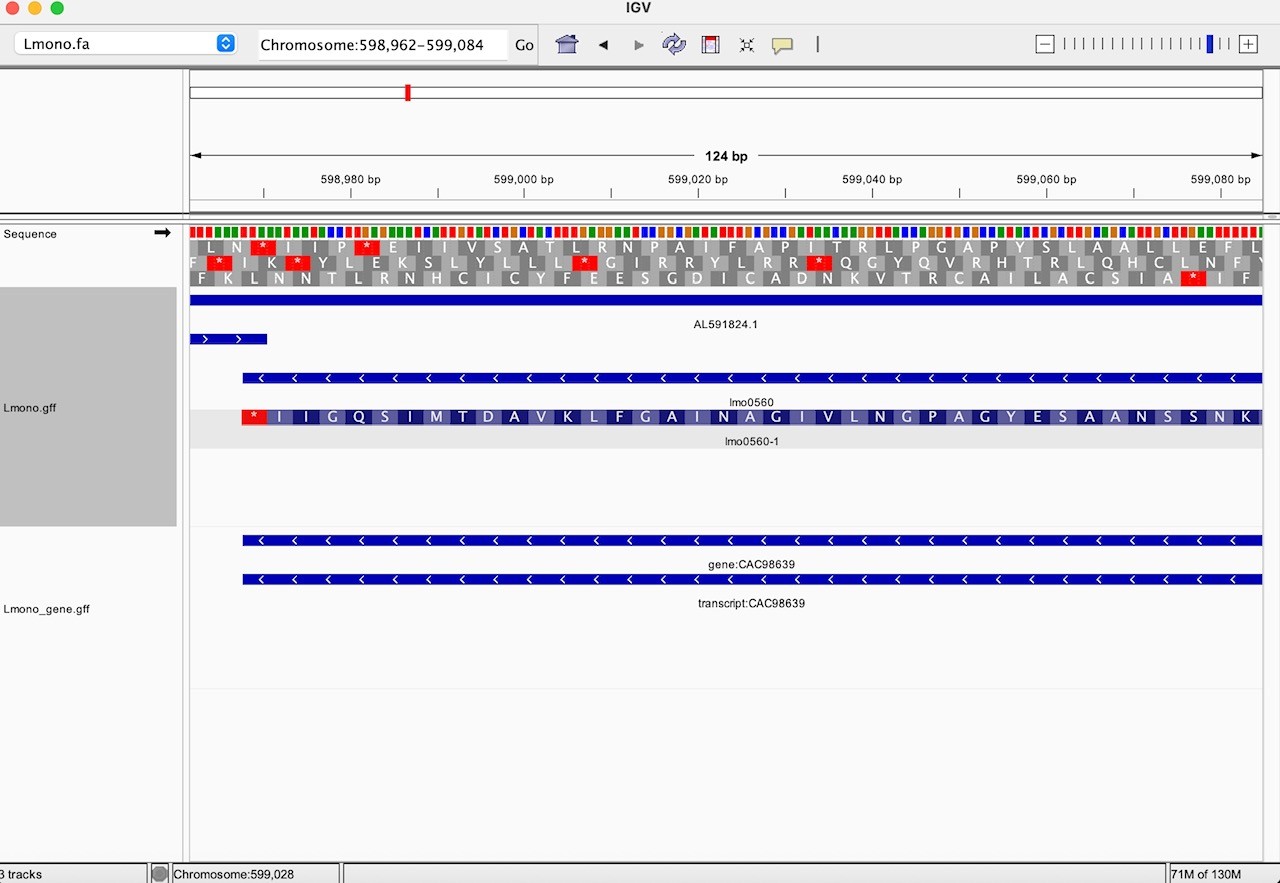 IGV
Lmono.fa
Chromosome:598,962-599,084
Go
124 bp
598,980 bp
599,000 bp
599,020 bp
599,040 bp
599,060 bp
599,080 bp
Sequence
L N * I I P * E I I V S A T L R N P A I F A P I T R L P G A P Y S L A A L L E F L
F * I K * Y L E K S L Y L L L * G I R R Y L R R * Q G Y Q V R H T R L Q H C L N F Y
F K L N N T L R N H C I C Y F E E S G D I C A D N K V T R C A I L A C S I A * I F
AL591824.1
Lmono.gff
lmo0560
* I I G Q S I M T D A V K L F G A I N A G I V L N G P A G Y E S A A N S S N K
lmo0560-1
gene:CAC98639
Lmono_gene.gff
transcript:CAC98639
3 tracks
Chromosome:599,028
71M of 130M